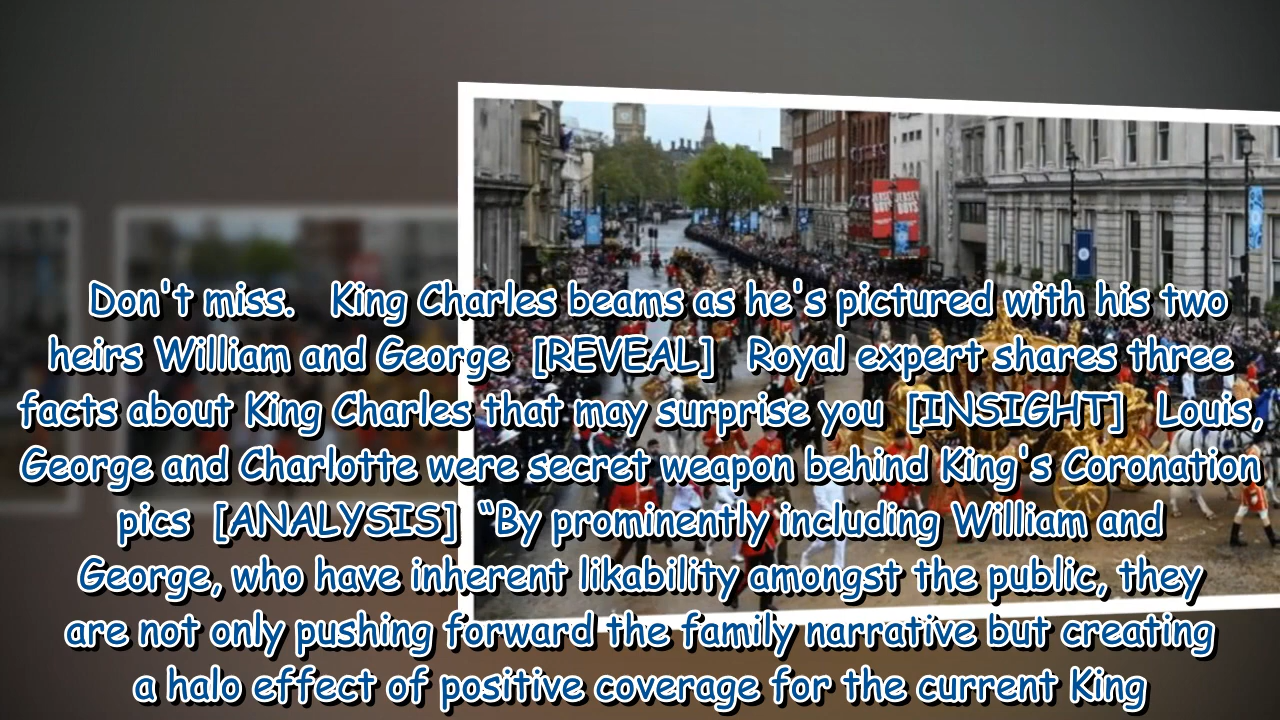 JERSEY BOYS
Don't miss.   King Charles beams as he's pictured with his two
heirs William and George  [REVEAL]   Royal expert shares three
facts about King Charles that may surprise you  [INSIGHT]   Louis,
George and Charlotte were secret weapon behind King's Coronation
pics  [ANALYSIS]  “By prominently including William and
George, who have inherent likability amongst the public, they
are not only pushing forward the family narrative but creating
a halo effect of positive coverage for the current King